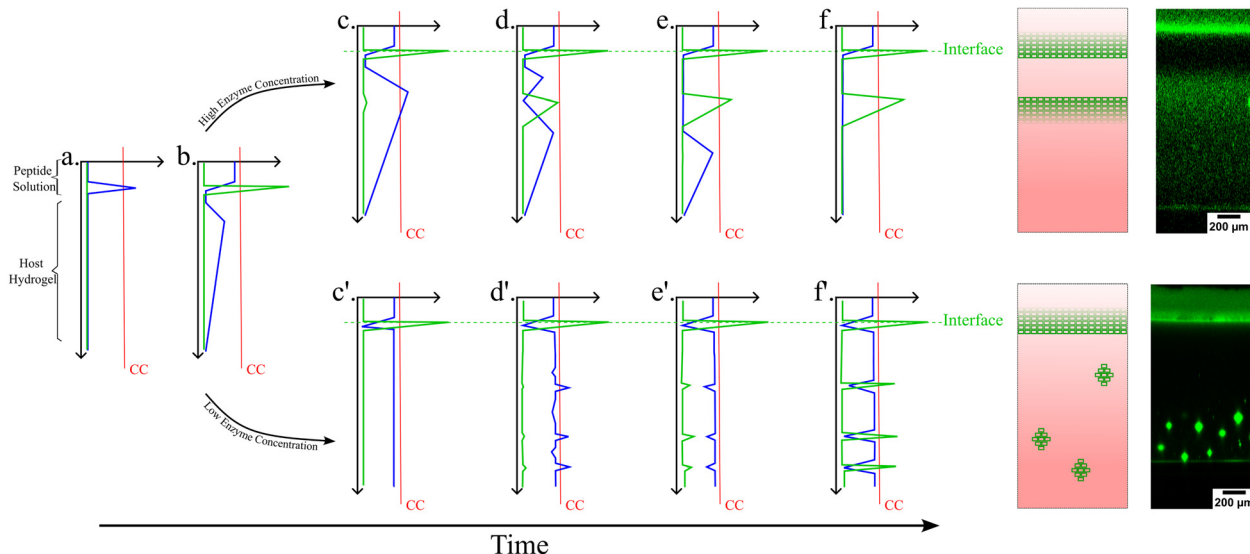 c.
d.
e.
f.
Interface
High Enzyme Concentration
a.
b.
Peptide
Solution
CC
CC
CC
CC
200 µm
Host
Hydrogel
CC
CC
c'.
d'.
e'.
f'.
Interface
Low Enzyme Concentration
CC
CC
CC
CC
200 µm
Time